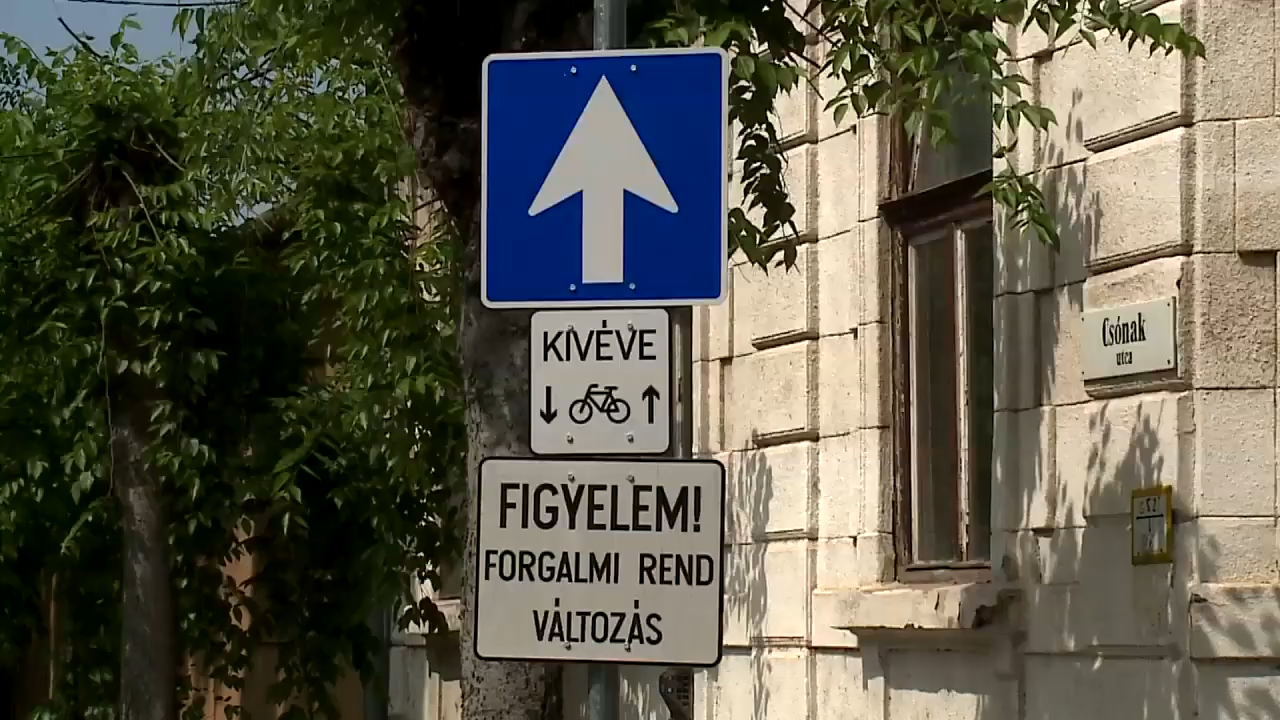 KIVÉVE
FIGYELEM!
FORGALMI REND
VÁLTOZÁS
Csónak
utca